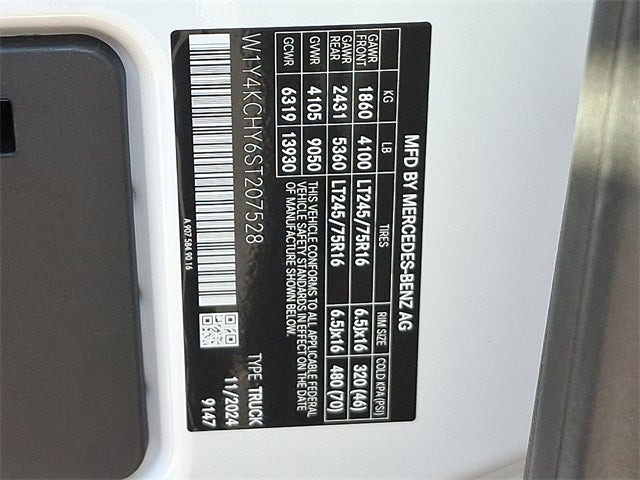 MFD BY MERCEDES-BENZ AG
KG LB TIRES RIM SIZE COLD KPA(PSI)
GAWR FRONT 1860 4100 LT245/75R16 6.5Jx16 320 (46)
GAWR REAR 2431 5360 LT245/75R16 6.5Jx16 480 (70)
GVWR 4105 9050
GCWR 6319 13930
THIS VEHICLE CONFORMS TO ALL APPLICABLE FEDERAL
VEHICLE SAFETY STANDARDS IN EFFECT ON THE DATE
OF MANUFACTURE SHOWN BELOW.
W1Y4KCHY6ST207528
TYPE TRUCK
11/2024
9147
A 907 584 90 16